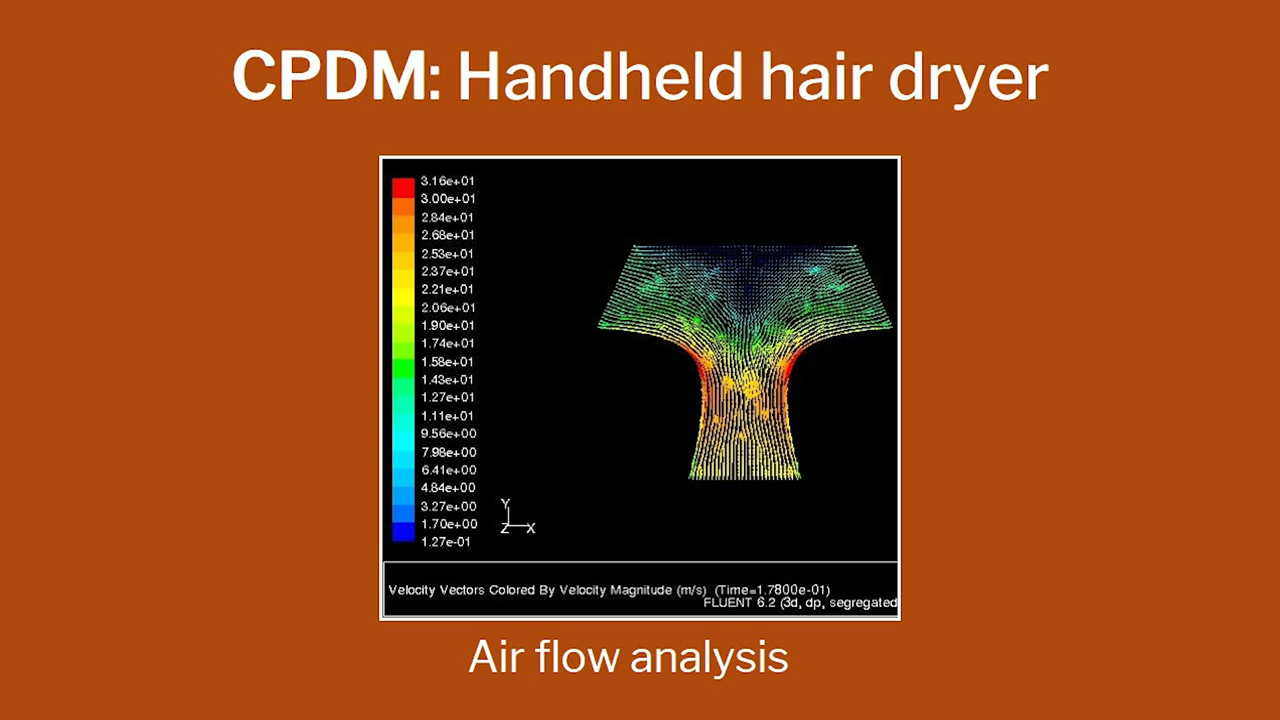 CPDM: Handheld hair dryer
3.16e+01
3.00e+01
2.84e+01
2.68e+01
2.53e+01
2.37e+01
2.21e+01
2.06e+01
1.90e+01
1.74e+01
1.58e+01
1.43e+01
1.27e+01
1.11e+01
9.56e+00
7.98e+00
6.41e+00
4.84e+00
3.27e+00
1.70e+00
1.27e-01
Y
Z X
Velocity Vectors Colored By Velocity Magnitude (m/s) (Time=1.7800e-01)
FLUENT 6.2 (3d, dp, segregated
Air flow analysis